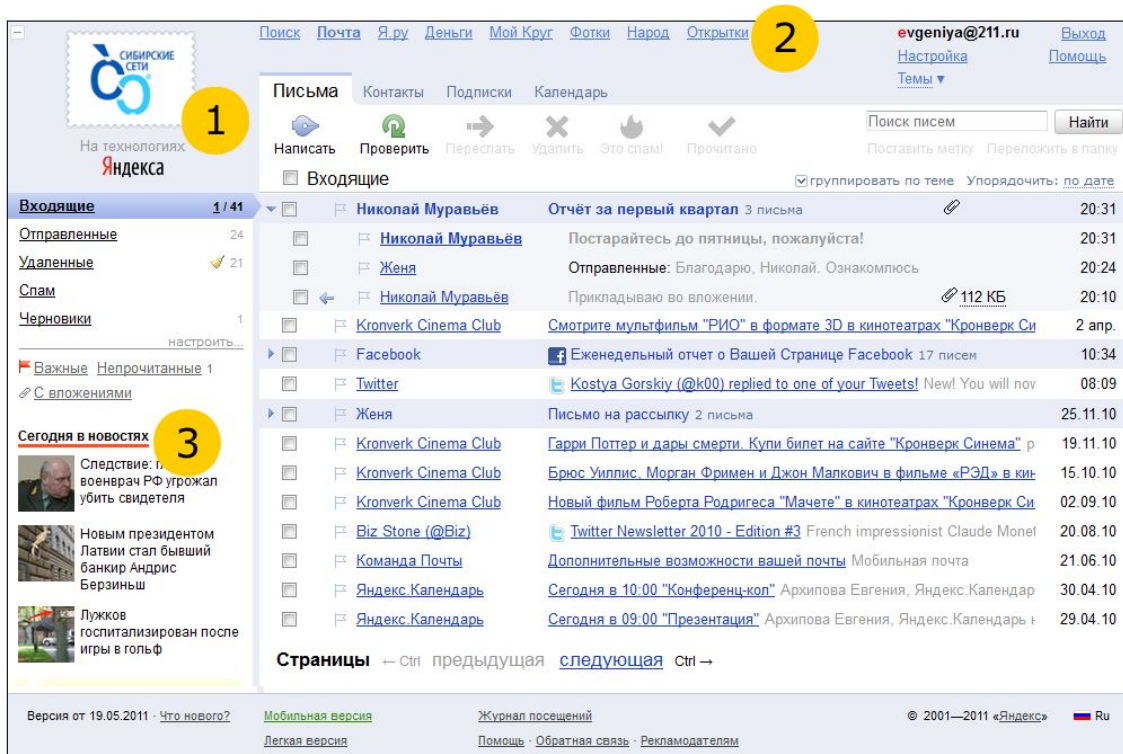 Поиск Почта Я.ру Деньги Мой Круг Фотки Народ Открытки 2 evgeniya@211.ru Выход
Настройка Помощь
Темы ▼
СИБИРСКИЕ
СЕТИ
1
На технологиях
Яндекса
Письма Контакты Подписки Календарь
Поиск писем Найти
Написать Проверить Переслать Удалить Это спам! Прочитано Поставить метку Переложить в папку
Входящие группировать по теме Упорядочить: по дате
Входящие 1 / 41
Отправленные 24
Удаленные 21
Спам
Черновики 1
настроить...
Важные Непрочитанные 1
С вложениями
Сегодня в новостях 3
Следствие:
военврач РФ угрожал
убить свидетеля
Новым президентом
Латвии стал бывший
банкир Андрис
Берзиньш
Лужков
госпитализирован после
игры в гольф
Николай Муравьёв Отчёт за первый квартал 3 письма 20:31
Николай Муравьёв Постарайтесь до пятницы, пожалуйста! 20:31
Женя Отправленные: Благодарю, Николай. Ознакомлюсь 20:24
Николай Муравьёв Прикладываю во вложении. 112 КБ 20:10
Kronverk Cinema Club Смотрите мультфильм "РИО" в формате 3D в кинотеатрах "Кронверк Си 2 апр.
Facebook Еженедельный отчет о Вашей Странице Facebook 17 писем 10:34
Twitter Kostya Gorskiy (@k00) replied to one of your Tweets! New! You will nov 08:09
Женя Письмо на рассылку 2 письма 25.11.10
Kronverk Cinema Club Гарри Поттер и дары смерти. Купи билет на сайте "Кронверк Синема" р 19.11.10
Kronverk Cinema Club Брюс Уиллис, Морган Фримен и Джон Малкович в фильме «РЭД» в кин 15.10.10
Kronverk Cinema Club Новый фильм Роберта Родригеса "Мачете" в кинотеатрах "Кронверк Си 02.09.10
Biz Stone (@Biz) Twitter Newsletter 2010 - Edition #3 French impressionist Claude Monet 20.08.10
Команда Почты Дополнительные возможности вашей почты Мобильная почта 21.06.10
Яндекс.Календарь Сегодня в 10:00 "Конференц-кол" Архипова Евгения, Яндекс.Календар 30.04.10
Яндекс.Календарь Сегодня в 09:00 "Презентация" Архипова Евгения, Яндекс.Календарь н 29.04.10
Страницы ← Ctrl предыдущая следующая Ctrl →
Версия от 19.05.2011 · Что нового? Мобильная версия Журнал посещений © 2001—2011 «Яндекс» Ru
Легкая версия Помощь · Обратная связь · Рекламодателям